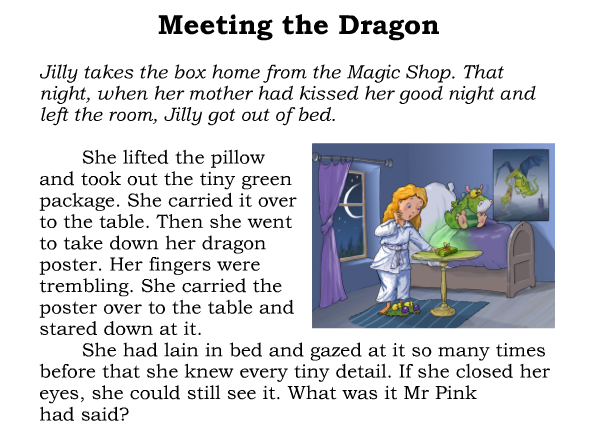 Meeting the Dragon
Jilly takes the box home from the Magic Shop. That
night, when her mother had kissed her good night and
left the room, Jilly got out of bed.
She lifted the pillow
and took out the tiny green
package. She carried it over
to the table. Then she went
to take down her dragon
poster. Her fingers were
trembling. She carried the
poster over to the table and
stared down at it.
She had lain in bed and gazed at it so many times
before that she knew every tiny detail. If she closed her
eyes, she could still see it. What was it Mr Pink
had said?